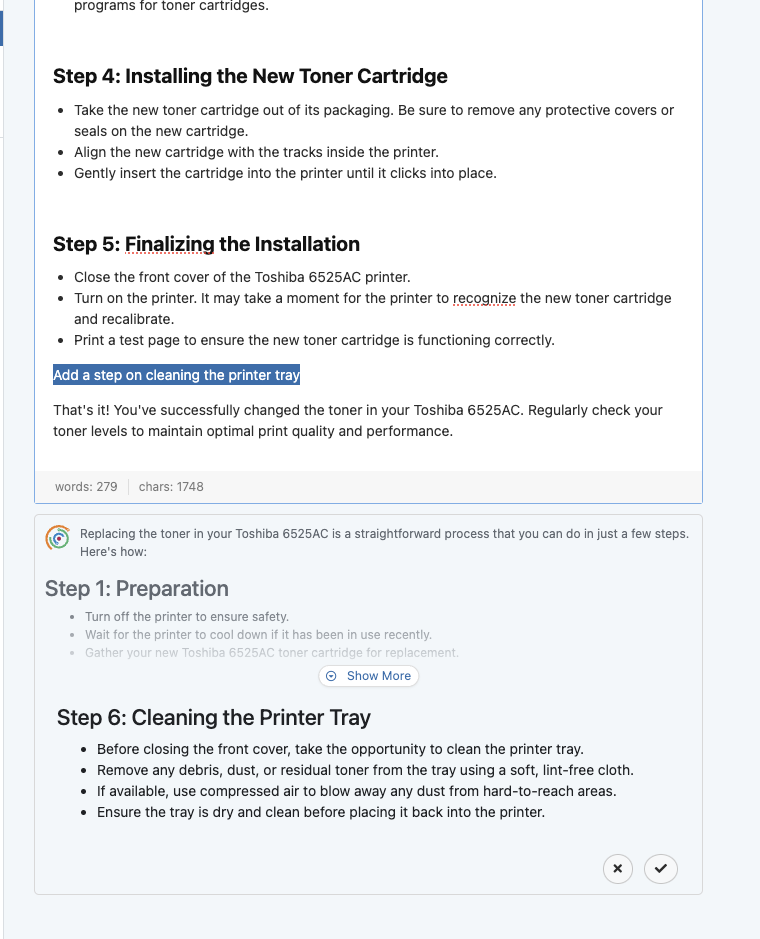 programs for toner cartridges.
Step 4: Installing the New Toner Cartridge
Take the new toner cartridge out of its packaging. Be sure to remove any protective covers or
seals on the new cartridge.
Align the new cartridge with the tracks inside the printer.
Gently insert the cartridge into the printer until it clicks into place.
Step 5: Finalizing the Installation
Close the front cover of the Toshiba 6525AC printer.
Turn on the printer. It may take a moment for the printer to recognize the new toner cartridge
and recalibrate.
Print a test page to ensure the new toner cartridge is functioning correctly.
Add a step on cleaning the printer tray
That's it! You've successfully changed the toner in your Toshiba 6525AC. Regularly check your
toner levels to maintain optimal print quality and performance.
words: 279 chars: 1748
Replacing the toner in your Toshiba 6525AC is a straightforward process that you can do in just a few steps.
Here's how:
Step 1: Preparation
Turn off the printer to ensure safety.
Wait for the printer to cool down if it has been in use recently.
Gather your new Toshiba 6525AC toner cartridge for replacement.
Show More
Step 6: Cleaning the Printer Tray
Before closing the front cover, take the opportunity to clean the printer tray.
Remove any debris, dust, or residual toner from the tray using a soft, lint-free cloth.
If available, use compressed air to blow away any dust from hard-to-reach areas.
Ensure the tray is dry and clean before placing it back into the printer.